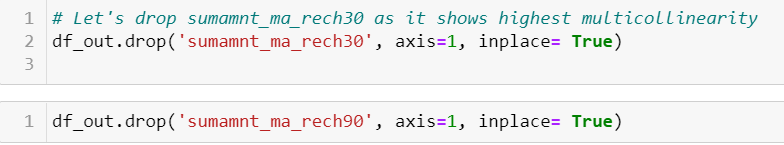 1 # Let's drop sumamnt_ma_rech30 as it shows highest multicollinearity
2 df_out.drop('sumamnt_ma_rech30', axis=1, inplace= True)
3
1 df_out.drop('sumamnt_ma_rech90', axis=1, inplace= True)